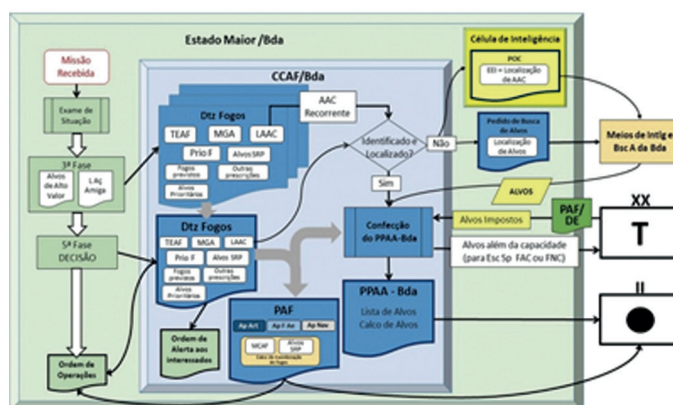 Estado Maior /Bda
Missão
Recebida
Exame de
Situação
3ª Fase
Alvos
de Alto
Valor
L Aç
Amiga
5ª Fase
DECISÃO
Ordem de
Operações
CCAF/Bda
Dtz Fogos
TEAF
MGA
LAAC
Prio F
Alvos SRP
Fogos
previstos
Outras
prescrições
Alvos
Prioritários
AAC
Recorrente
Identificado e
Localizado?
Não
Sim
Dtz Fogos
TEAF
MGA
LAAC
Prio F
Alvos SRP
Fogos
previstos
Outras
prescrições
Alvos
Prioritários
Ordem de
Alerta aos
interessados
Confecção
do PPAA-Bda
PAF
Ap Art
Ap F Ae
Ap Nav
MCAF
Alvos
SRP
Calco de Coordenação
de Fogos
PPAA - Bda
Lista de Alvos
Calco de Alvos
Célula de Inteligência
POC
EEI = Localização
de AAC
Pedido de Busca
de Alvos
Localização
de Alvos
Meios de Intlg e
Bsc A da Bda
ALVOS
Alvos Impostos
PAF/
DE
Alvos além da capacidade
(para Esc Sp FAC ou FNC)
XX
T
II